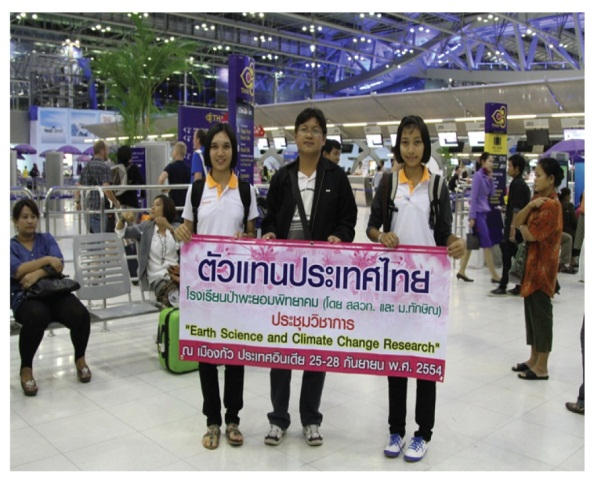 ตัวแทนประเทศไทย
โรงเรียนป่าพะยอมพิทยาคม (โดย สสวท. และ ม.ทักษิณ)
ประชุมวิชาการ
"Earth Science and Climate Change Research"
ณ เมืองกัว ประเทศอินเดีย 25-28 กันยายน พ.ศ. 2554